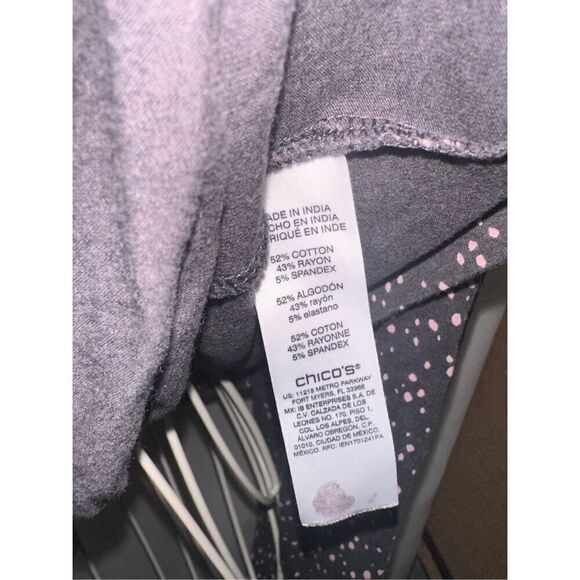 ADE IN INDIA
CHO EN INDIA
RIQUÉ EN INDE
52% COTTON
43% RAYON
5% SPANDEX
52% ALGODÓN
43% rayón
5% elastano
52% COTON
43% RAYONNE
5% SPANDEX
chico's®
US: 11215 METRO PARKWAY
FORT MYERS, FL 33966
MX: IB ENTERPRISES S.A. DE
C.V. CALZADA DE LOS
LEONES NO. 170, PISO 1,
COL. LOS ALPES, DEL.
ÁLVARO OBREGÓN, C.P.
01010, CIUDAD DE MÉXICO,
MÉXICO. RFC: IEN1701241PA